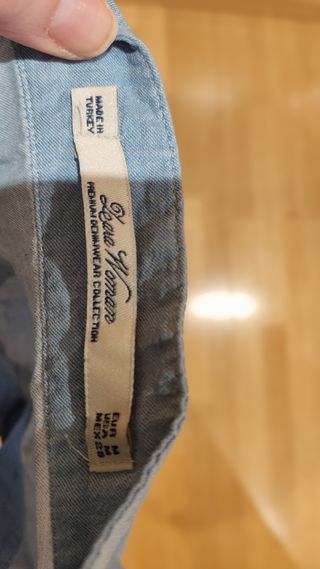 MADE IN
TURKEY
Zara Woman
PREMIUM DENIMWEAR COLLECTION
EUR M
USA M
MEX 28